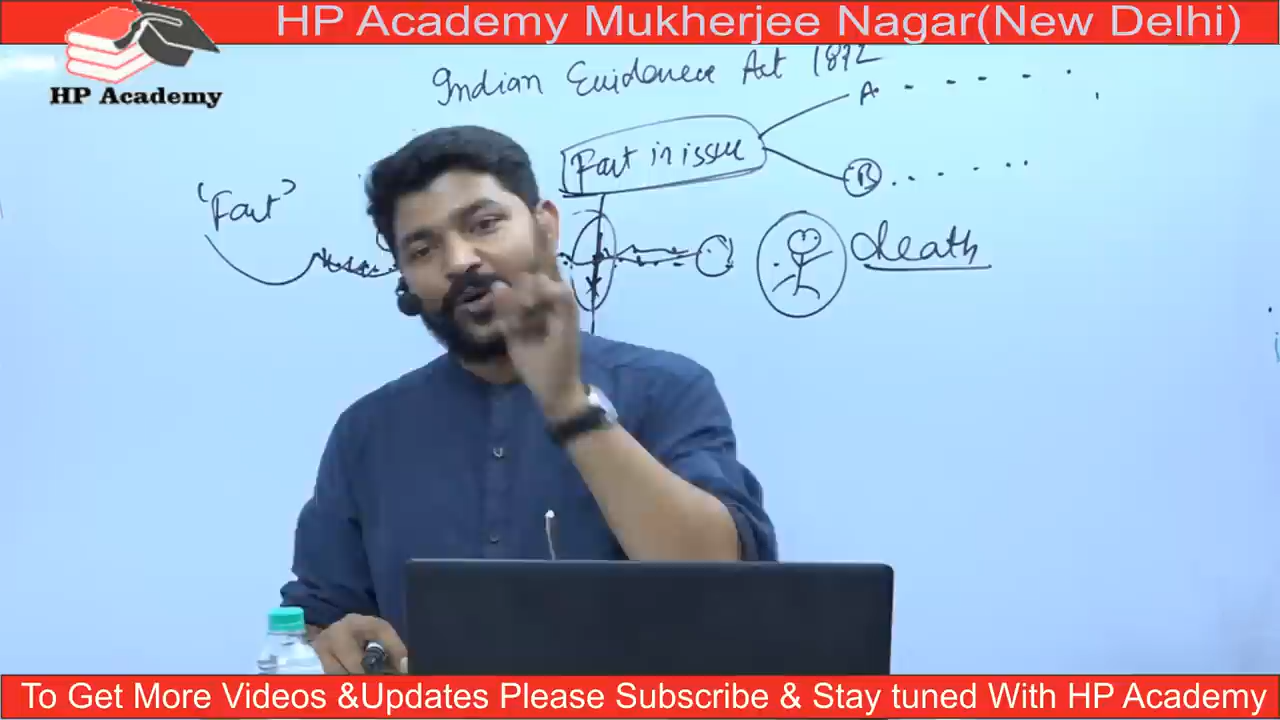 HP Academy Mukherjee Nagar(New Delhi)
HP Academy
Indian Evidence Act 1872
A
Fact in issue
B
'Fact'
death
To Get More Videos &Updates Please Subscribe & Stay tuned With HP Academy